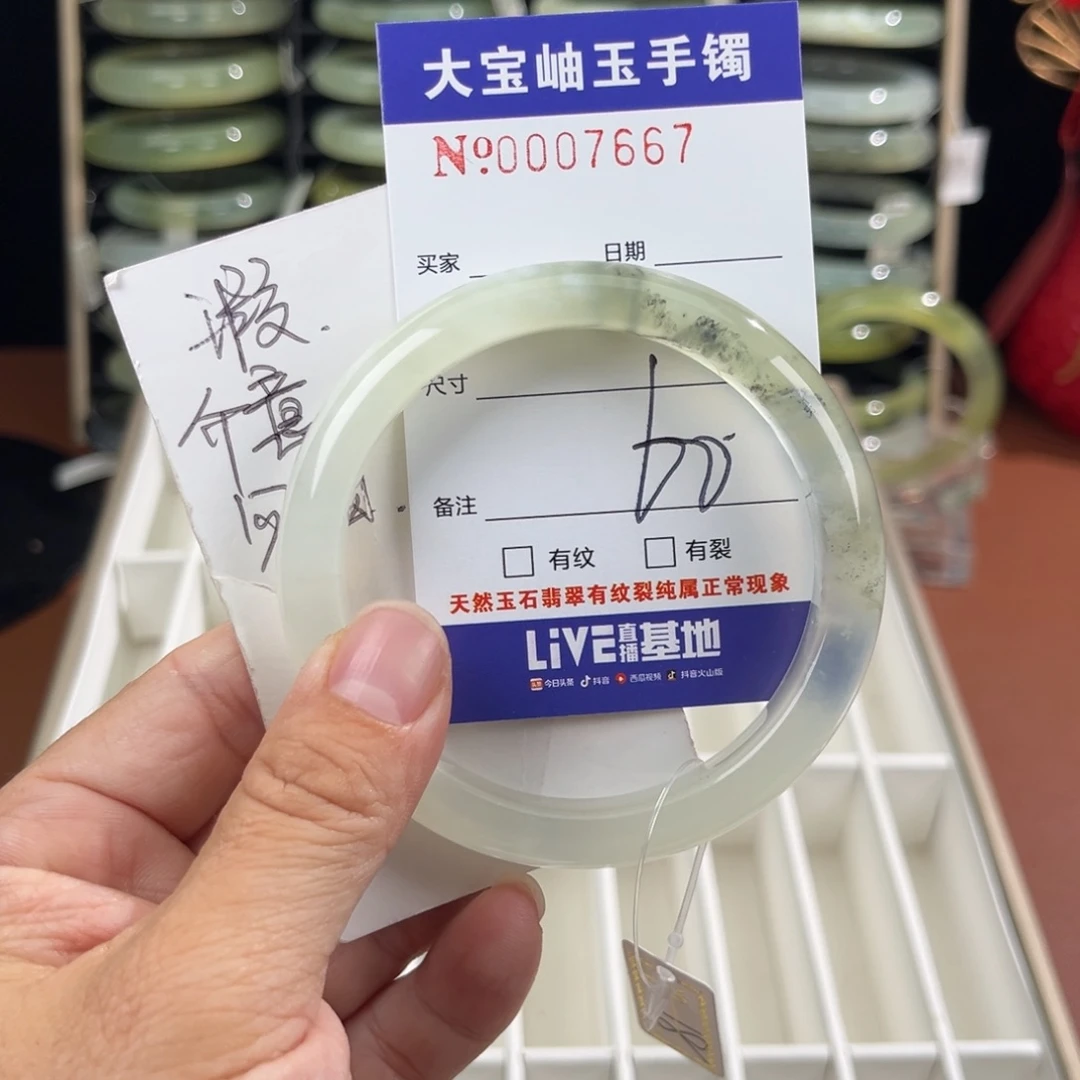 大宝岫玉手镯
№0007667
买家 日期
尺寸
备注
有纹 有裂
天然玉石翡翠有纹裂纯属正常现象
LiVE直播基地
今日头条 抖音 西瓜视频 抖音火山版
瑕
介意